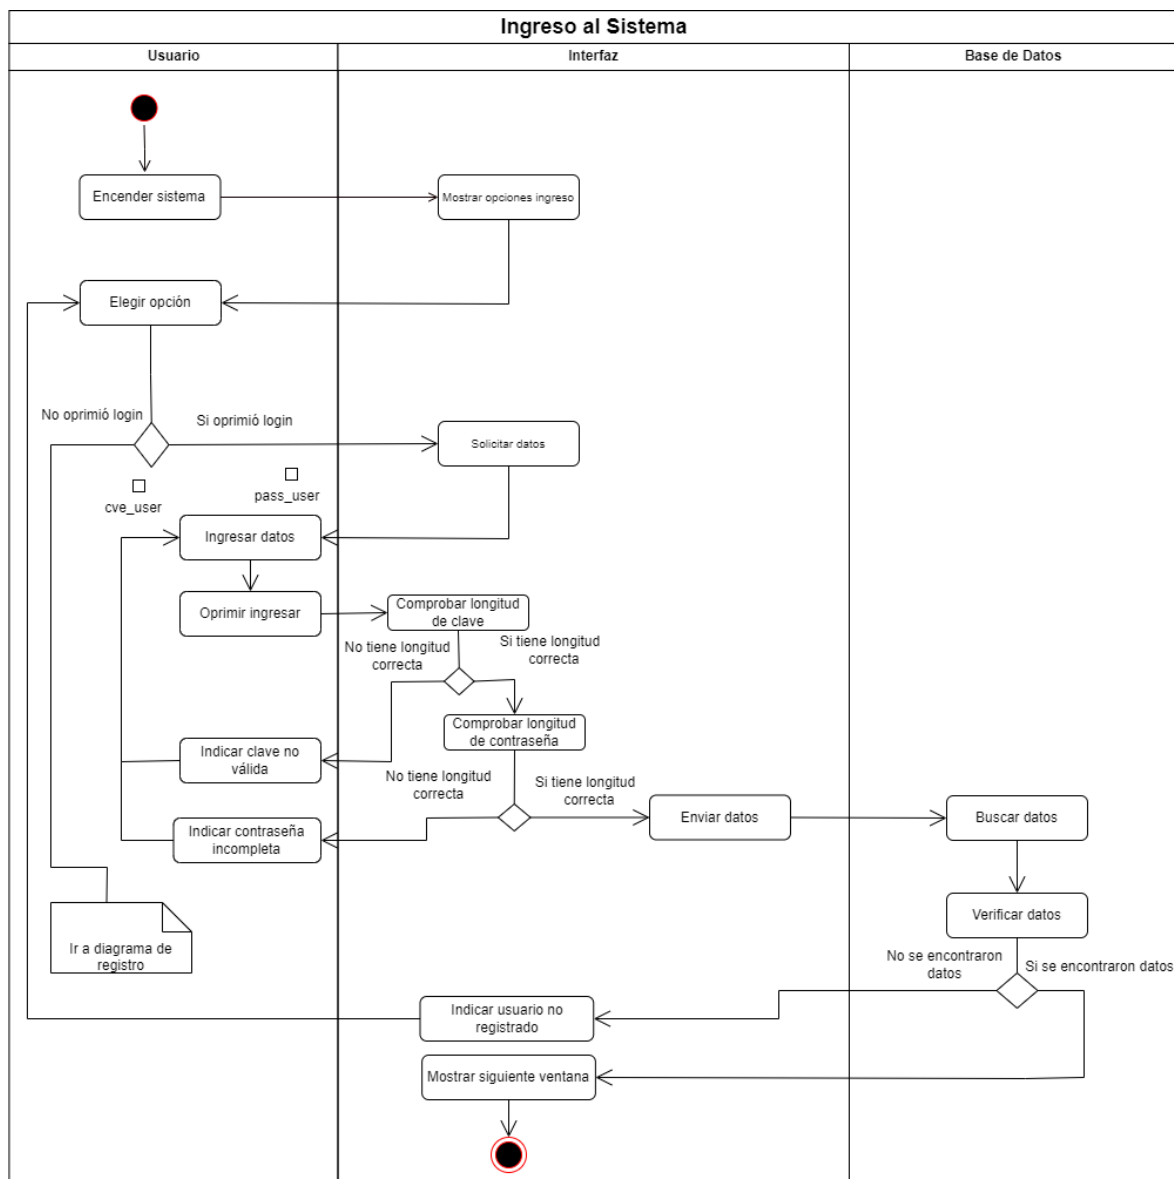 Ingreso al Sistema
Usuario
Interfaz
Base de Datos
Encender sistema
Mostrar opciones ingreso
Elegir opción
No oprimió login
Si oprimió login
Solicitar datos
cve_user
pass_user
Ingresar datos
Oprimir ingresar
Comprobar longitud
de clave
No tiene longitud
correcta
Si tiene longitud
correcta
Comprobar longitud
de contraseña
Indicar clave no
válida
No tiene longitud
correcta
Si tiene longitud
correcta
Enviar datos
Buscar datos
Indicar contraseña
incompleta
Verificar datos
Ir a diagrama de
registro
No se encontraron
datos
Si se encontraron datos
Indicar usuario no
registrado
Mostrar siguiente ventana